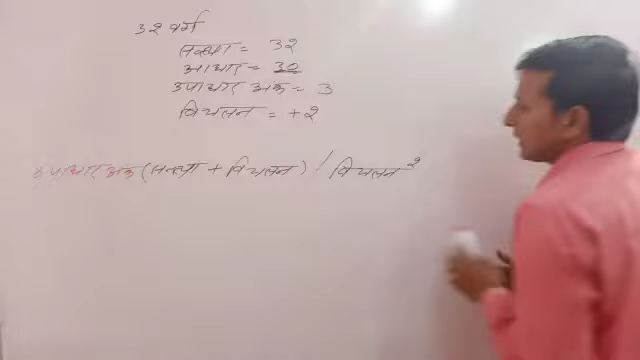 32 वर्ग
संख्या = 32
आधार = 30
उपाधार अंक = 3
विचलन = +2
उपाधार अंक (संख्या + विचलन) / विचलन²